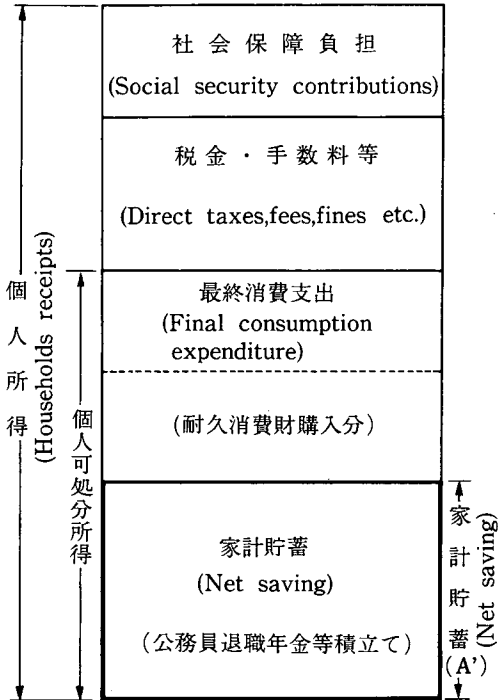 社会保障負担
(Social security contributions)
税金・手数料等
(Direct taxes,fees,fines etc.)
最終消費支出
(Final consumption
expenditure)
(耐久消費財購入分)
家計貯蓄
(Net saving)
(公務員退職年金等積立て)
個人所得
(Households receipts)
個人可処分所得
家計貯蓄(A')
(Net saving)